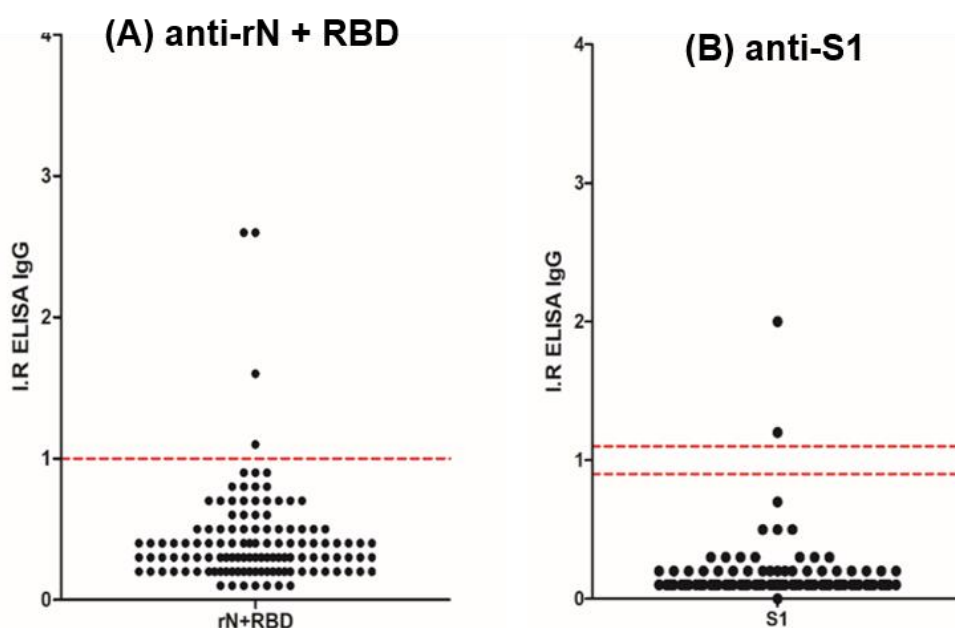 (A) anti-rN + RBD
I.R ELISA IgG
4
3
2
1
0
rN+RBD
(B) anti-S1
I.R ELISA IgG
4
3
2
1
0
S1